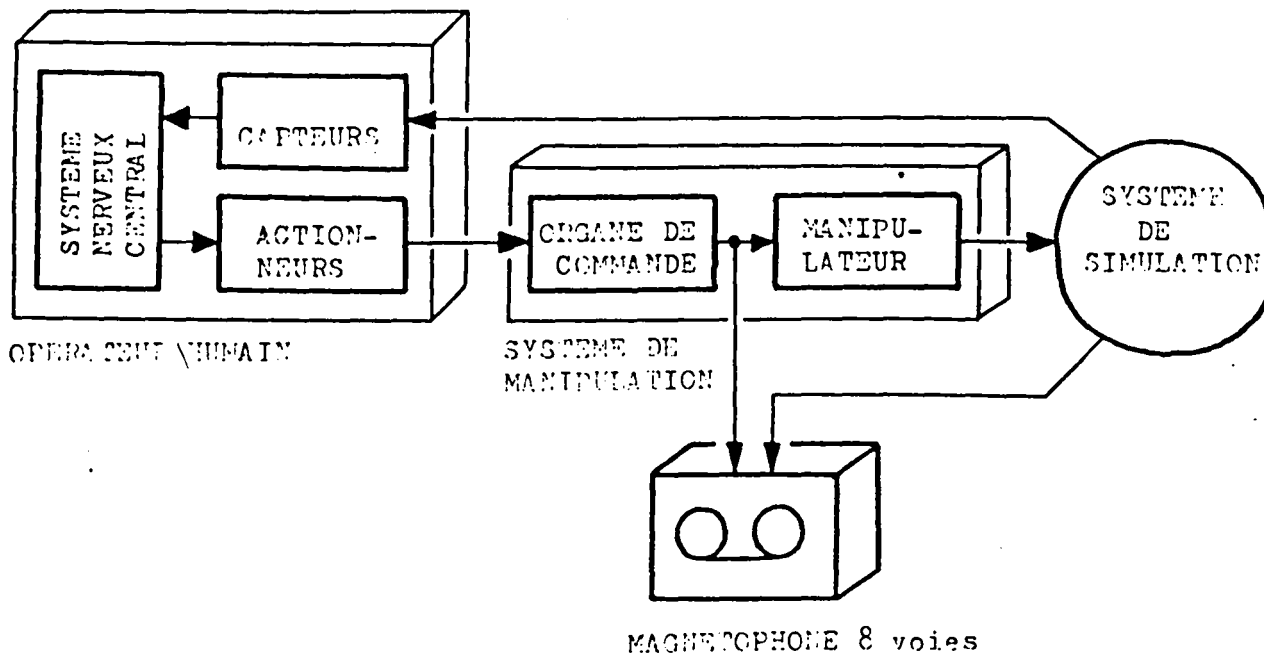 SYSTEME
NERVEUX
CENTRAL
CAPTEURS
ACTION-
NEURS
OPERATEUR HUMAIN
ORGANE DE
COMMANDE
MANIPU-
LATEUR
SYSTEME DE
MANIPULATION
SYSTEME
DE
SIMULATION
MAGNETOPHONE 8 voies